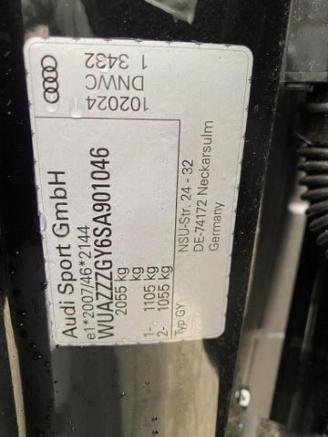 Audi Sport GmbH
e1*2007/46*2144
WUAZZZGY6SA901046
2055 kg
kg
1- 1105 kg
2- 1055 kg
Typ GY
NSU-Str. 24 - 32
DE-74172 Neckarsulm
Germany
102024
DNWC
1 3432